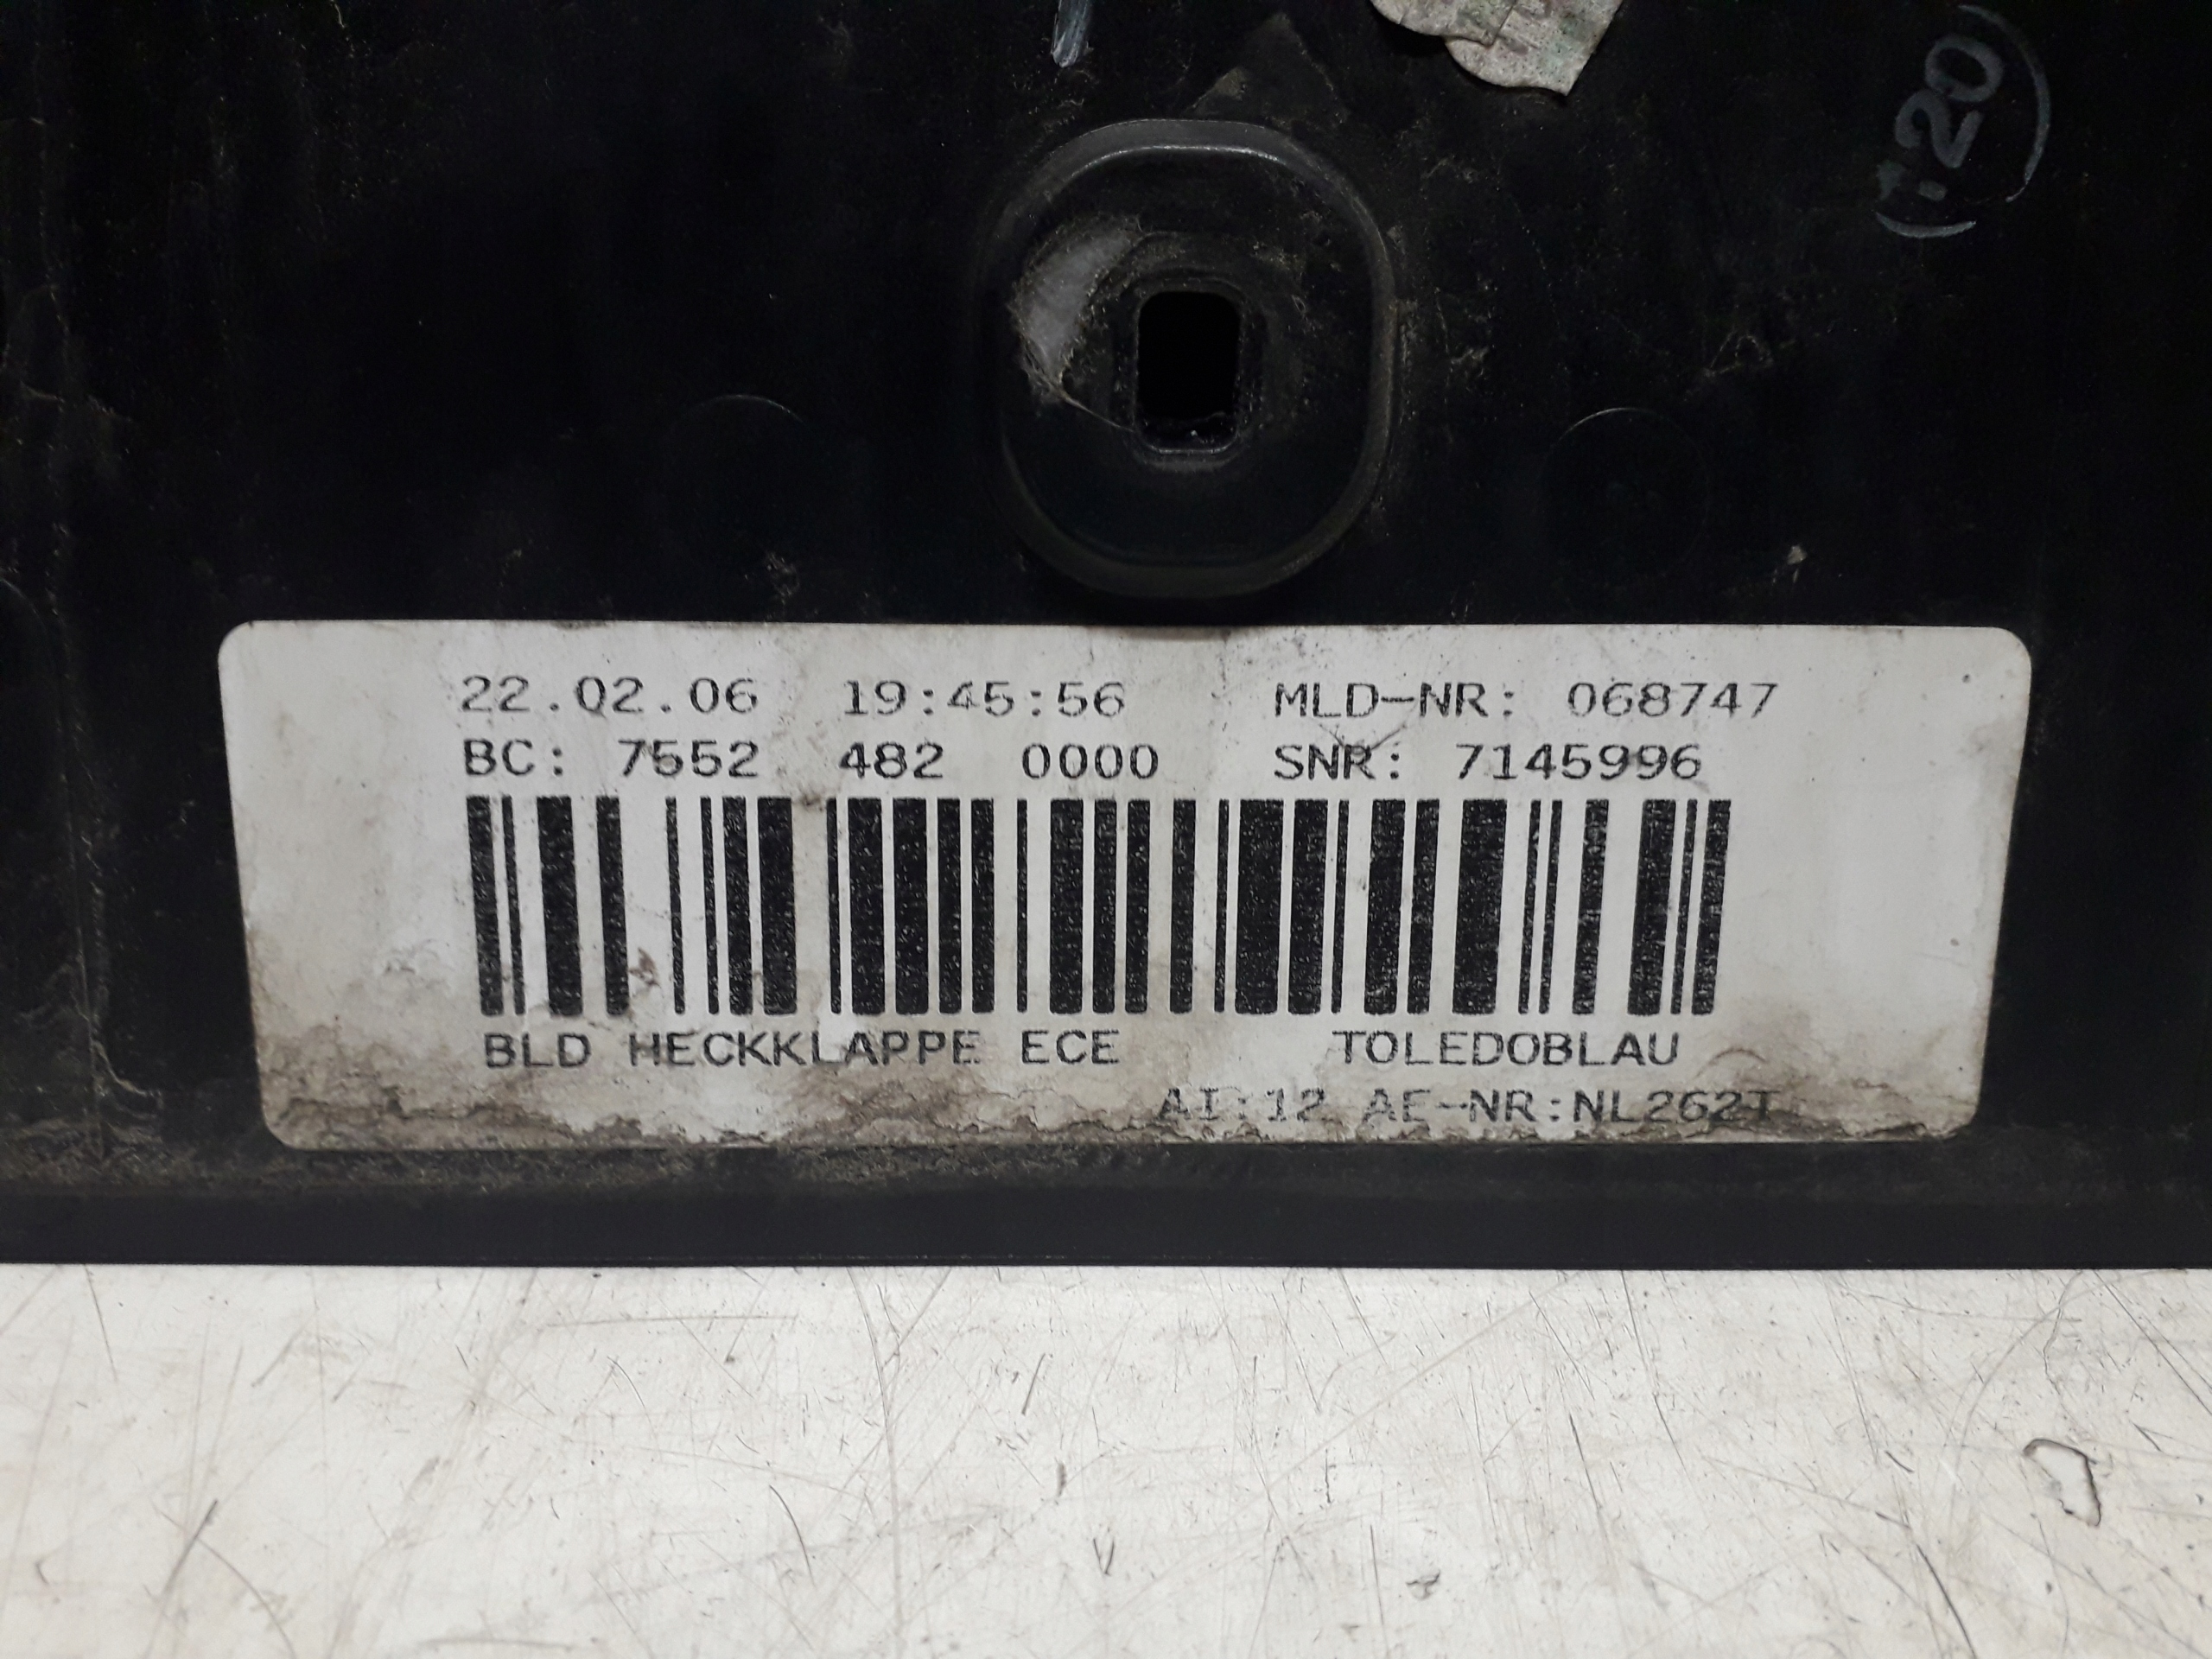 (:20)
22.02.06 19:45:56 MLD-NR: 068747
BC: 7552 482 0000 SNR: 7145996
BLD HECKKLAPPE ECE TOLEDOBLAU
AI:12 AE-NR:NL262T